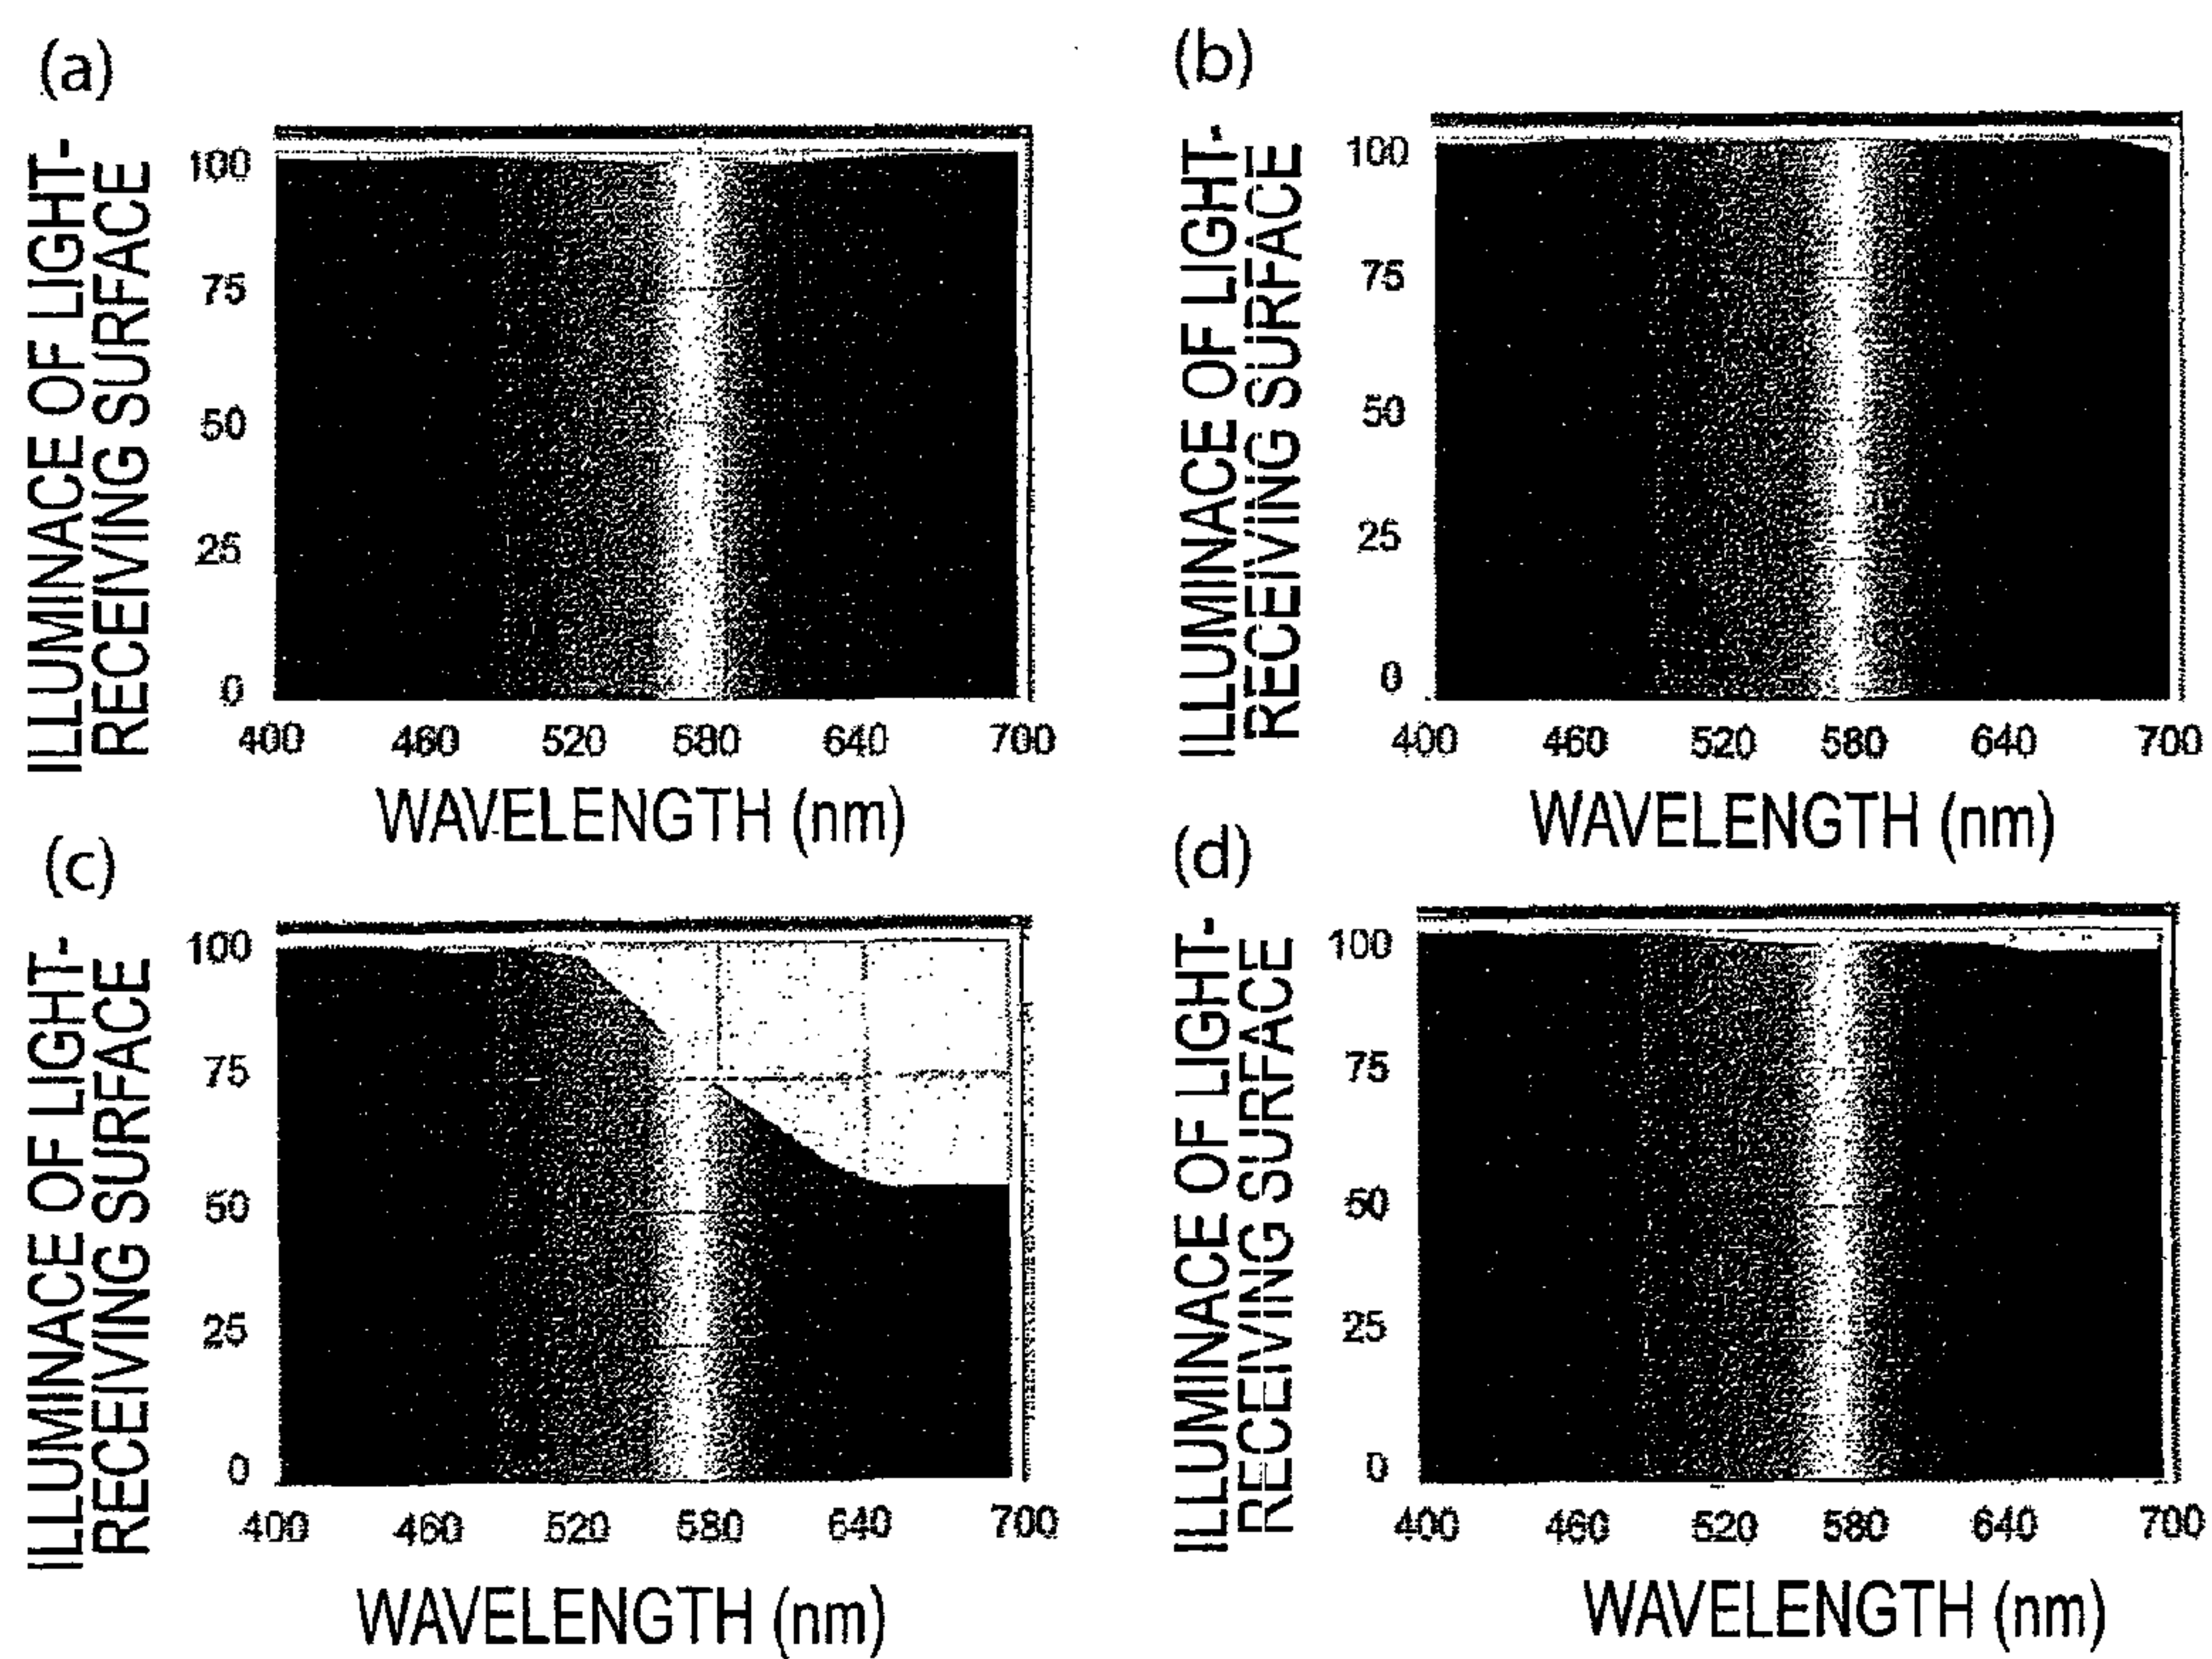 (a)
ILLUMINACE OF LIGHT-
RECEIVING SURFACE
100
75
50
25
0
400 460 520 580 640 700
WAVELENGTH (nm)
(b)
ILLUMINACE OF LIGHT-
RECEIVING SURFACE
100
75
50
25
0
400 460 520 580 640 700
WAVELENGTH (nm)
(c)
ILLUMINACE OF LIGHT-
RECEIVING SURFACE
100
75
50
25
0
400 460 520 580 640 700
WAVELENGTH (nm)
(d)
ILLUMINACE OF LIGHT-
RECEIVING SURFACE
100
75
50
25
0
400 460 520 580 640 700
WAVELENGTH (nm)